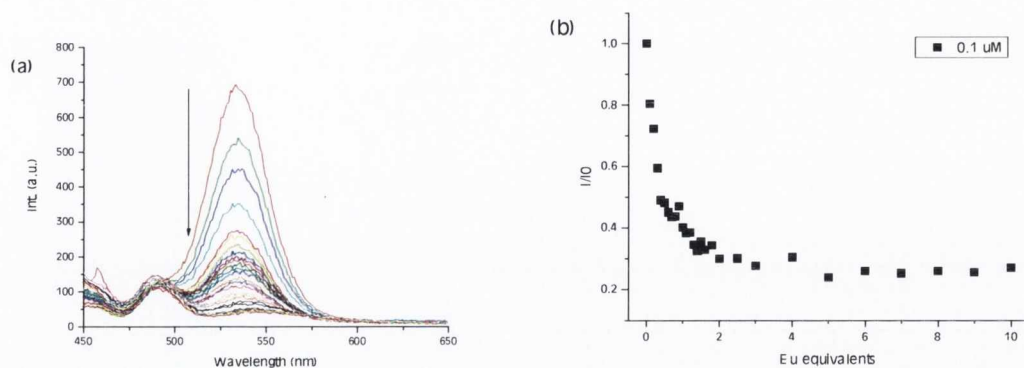 (a)
800
700
600
500
400
300
200
100
0
Int. (a.u.)
450 500 550 600 650
Wavelength (nm)
(b)
0.1 uM
1.0
0.8
0.6
0.4
0.2
I/I0
0 2 4 6 8 10
Eu equivalents